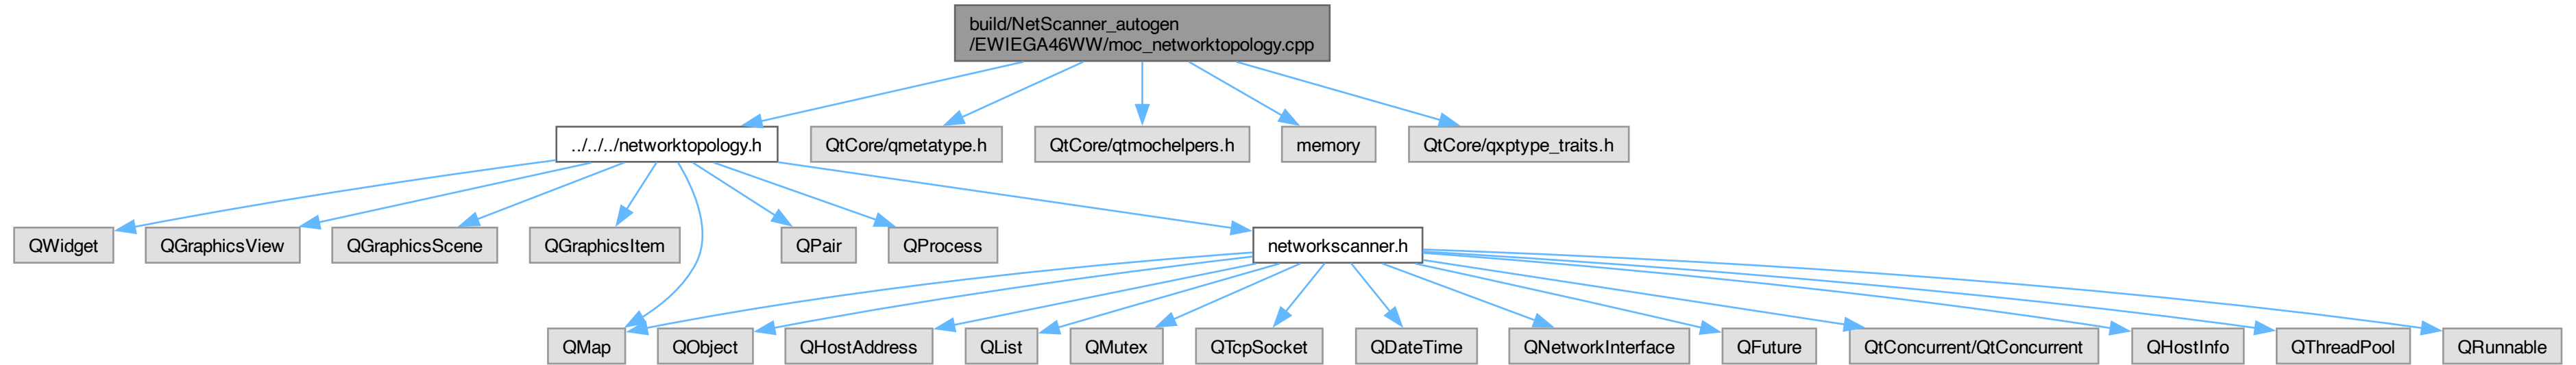 build/NetScanner_autogen
/EWIEGA46WW/moc_networktopology.cpp
../../../networktopology.h
QtCore/qmetatype.h
QtCore/qtmochelpers.h
memory
QtCore/qxptype_traits.h
QWidget
QGraphicsView
QGraphicsScene
QGraphicsItem
QPair
QProcess
networkscanner.h
QMap
QObject
QHostAddress
QList
QMutex
QTcpSocket
QDateTime
QNetworkInterface
QFuture
QtConcurrent/QtConcurrent
QHostInfo
QThreadPool
QRunnable